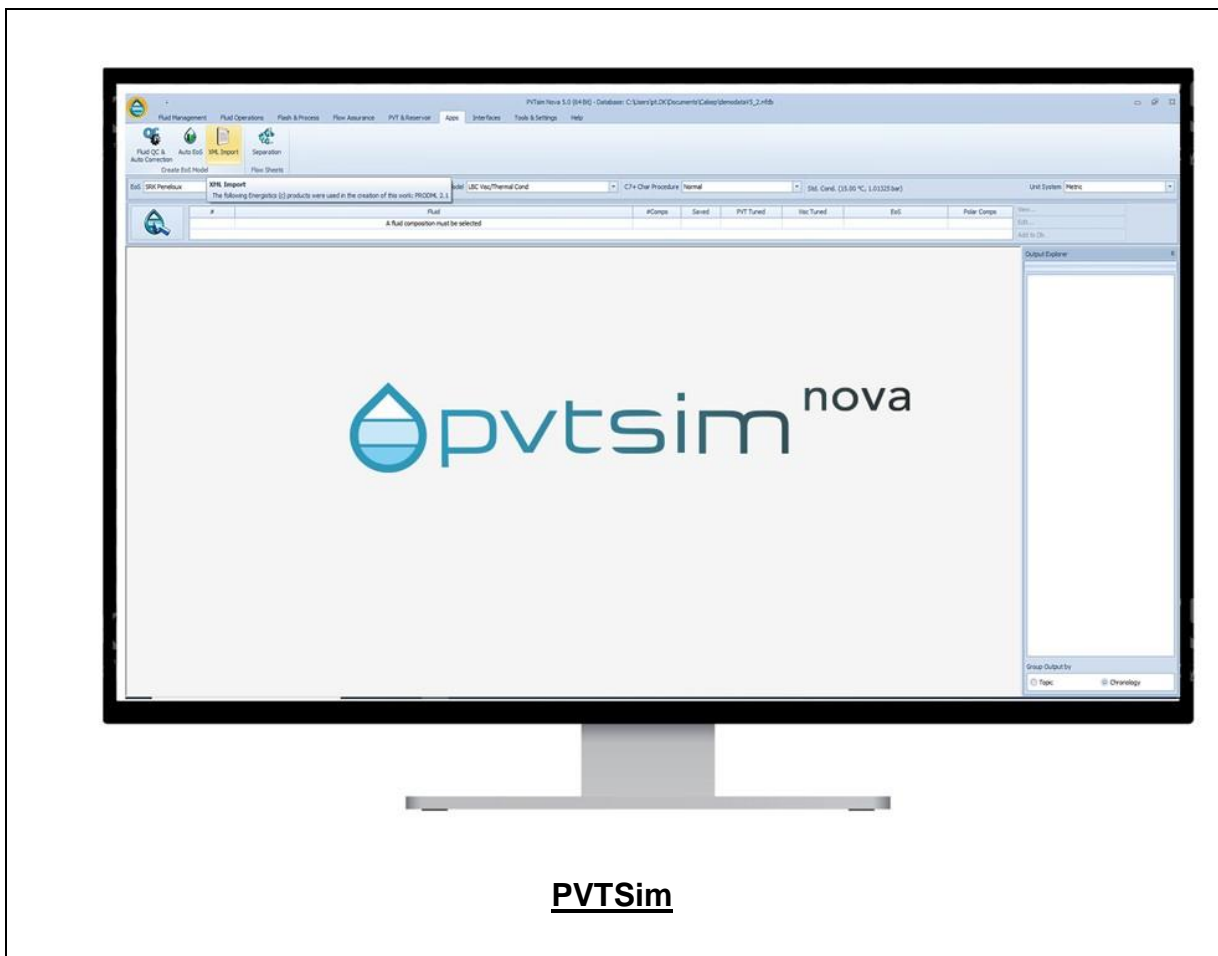 PVTsim Nova 5.0 (64-Bit) - Database: C:\Users\pt.DK\Documents\Calsep\demodata\V5_2.nfdb
Fluid Management Fluid Operations Flash & Process Flow Assurance PVT & Reservoir Apps Interfaces Tools & Settings Help
Fluid QC & Auto EoS XML Import Separation
Auto Correction
Create EoS Model Flow Sheets
EoS SRK Peneloux LBC Visc/Thermal Cond C7+ Char Procedure Normal Std. Cond. (15.00 °C, 1.01325 bar) Unit System Metric
XML Import
The following Energistics (c) products were used in the creation of this work: PRODML 2.1
# Fluid #Comps Saved PVT Tuned Visc Tuned EoS Polar Comps New...
A fluid composition must be selected Edit...
Add to Db...
Output Explorer
pvtsim nova
Group Output by
Topic Chronology
PVTSim